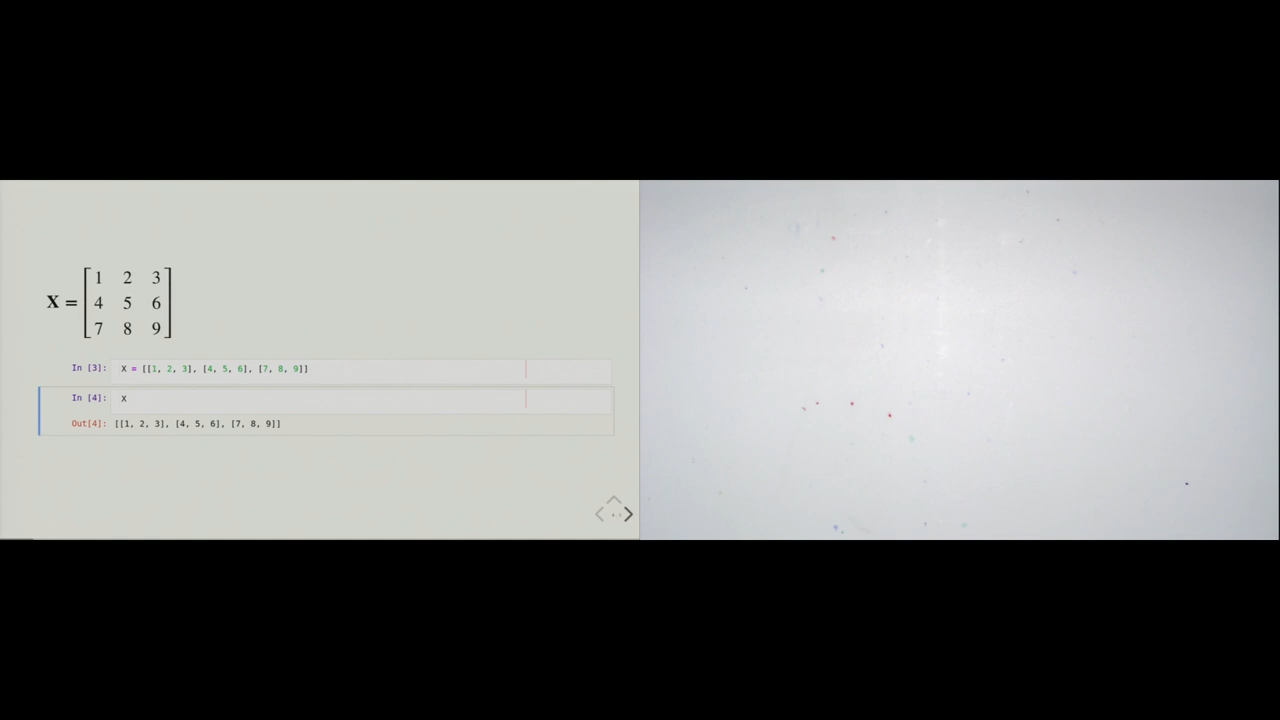 X = [1 2 3
4 5 6
7 8 9]
In [3]: X = [[1, 2, 3], [4, 5, 6], [7, 8, 9]]
In [4]: X
Out[4]: [[1, 2, 3], [4, 5, 6], [7, 8, 9]]